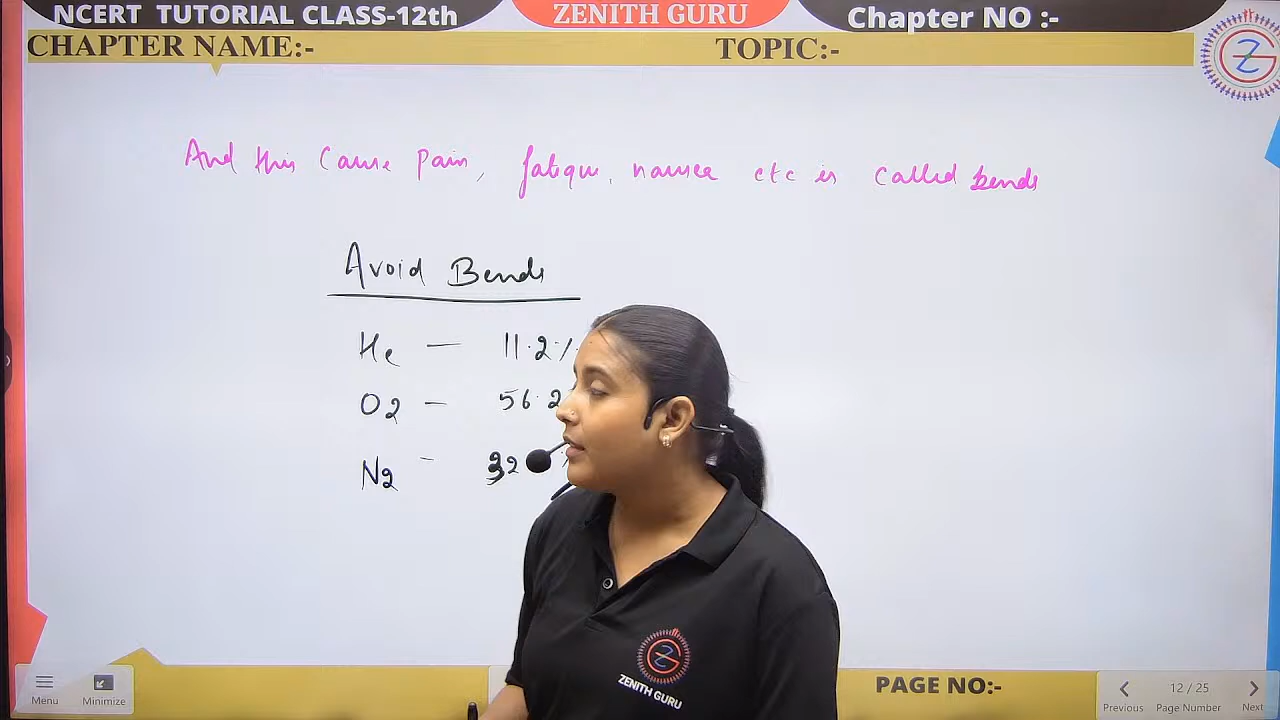 NCERT TUTORIAL CLASS-12th
ZENITH GURU
Chapter NO :-
CHAPTER NAME:-
TOPIC:-
And this Cause Pain, fatique, nausea etc is called bends
Avoid Bends
He — 11.2%
O2 — 56.2
N2 - 32
ZENITH GURU
PAGE NO:-
Menu
Minimize
Previous
12 / 25
Page Number
Next